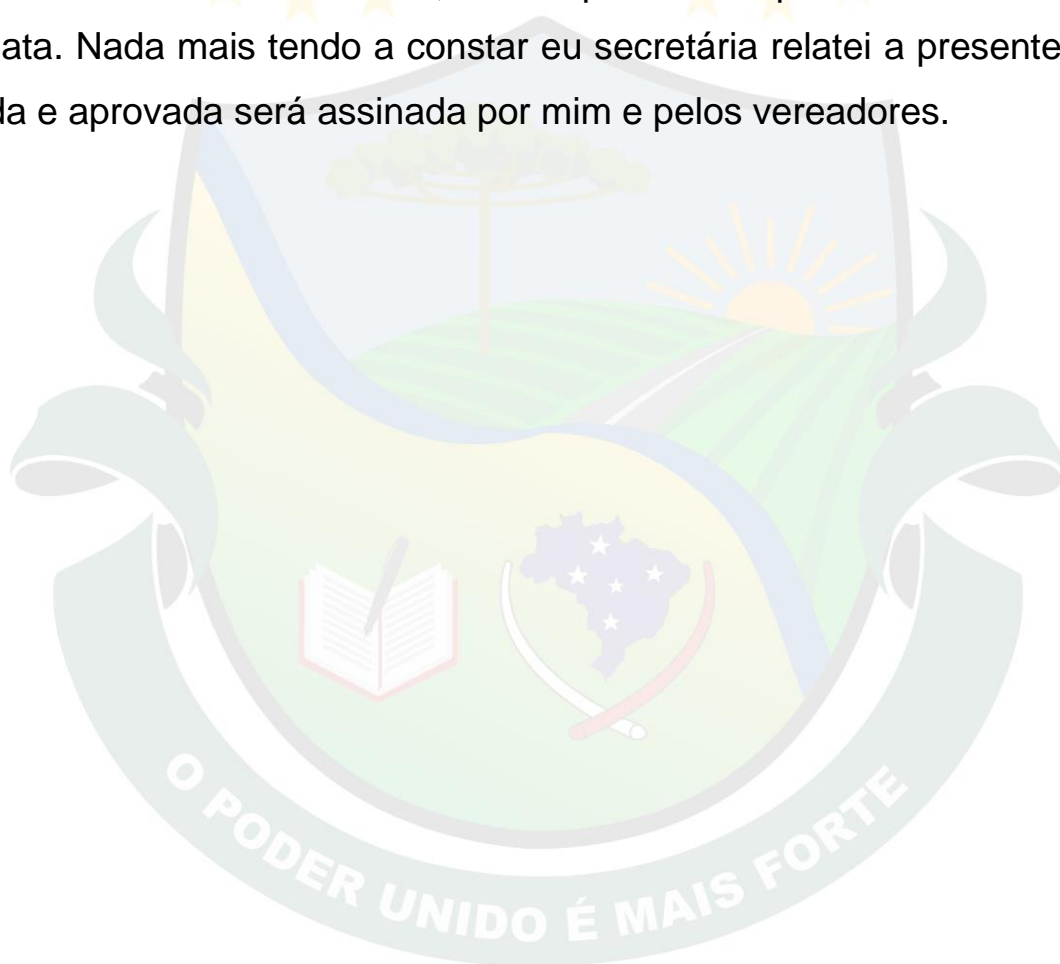 ata. Nada mais tendo a constar eu secretária relatei a presente
e aprovada será assinada por mim e pelos vereadores.
O PODER UNIDO É MAIS FORTE